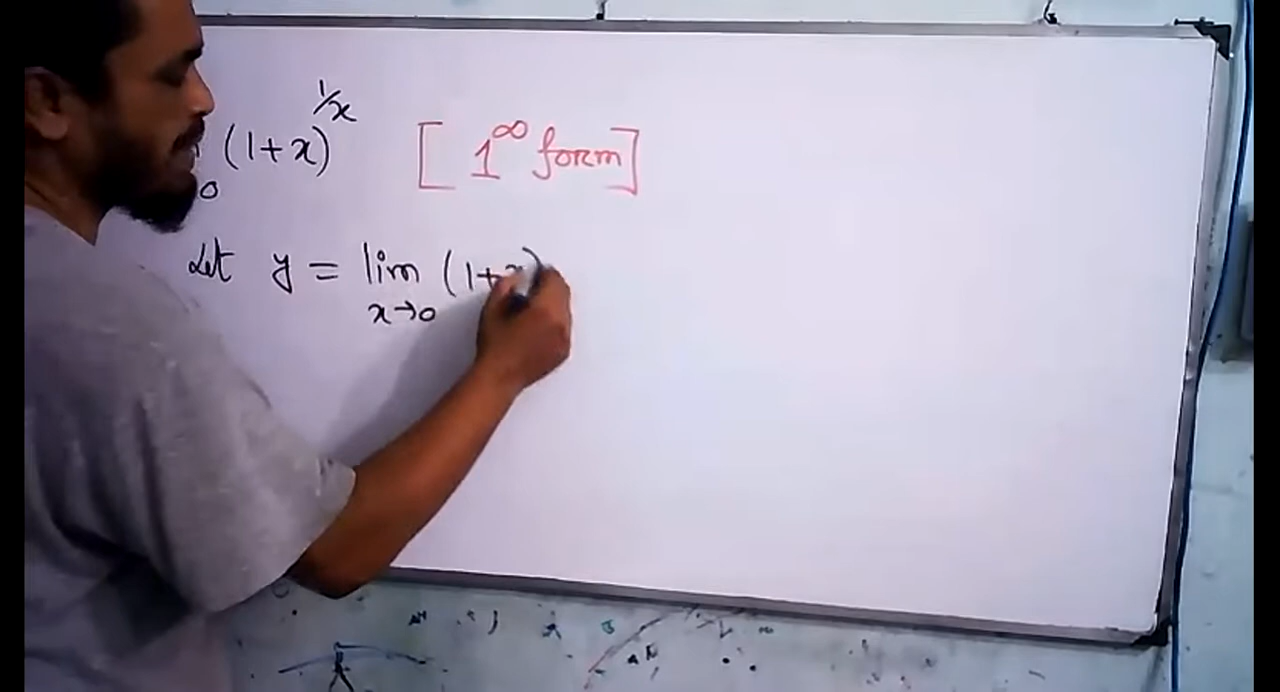 (1+x)^{1/x} [ 1^∞ form ]
0
Let y = lim (1+x)
x→0